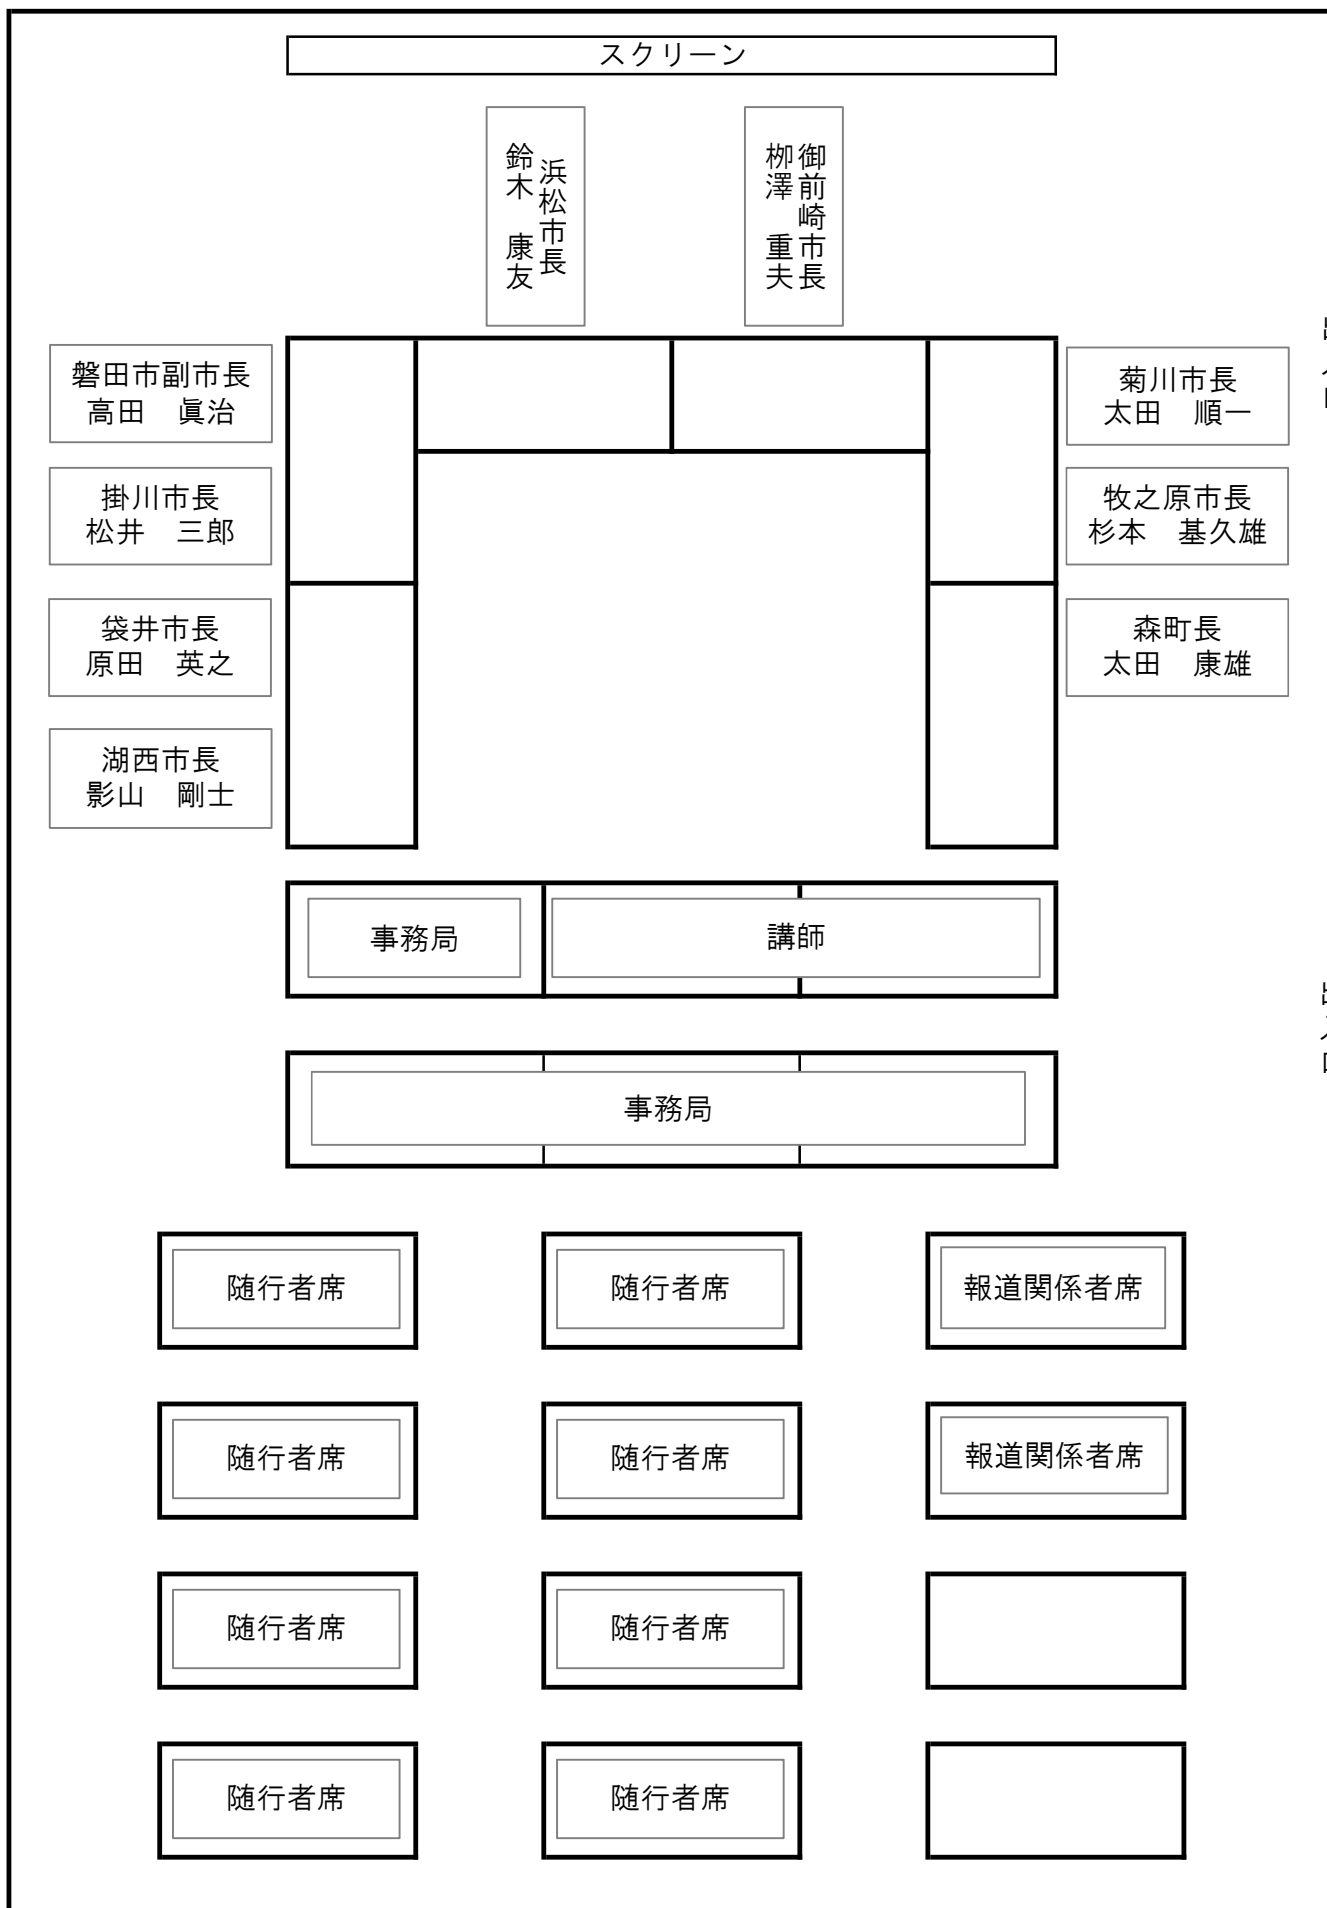 スクリーン
浜松市長
鈴木　康友
御前崎市長
栁澤　重夫
磐田市副市長
高田　眞治
菊川市長
太田　順一
掛川市長
松井　三郎
牧之原市長
杉本　基久雄
袋井市長
原田　英之
森町長
太田　康雄
湖西市長
影山　剛士
事務局
講師
事務局
随行者席
随行者席
報道関係者席
随行者席
随行者席
報道関係者席
随行者席
随行者席
随行者席
随行者席